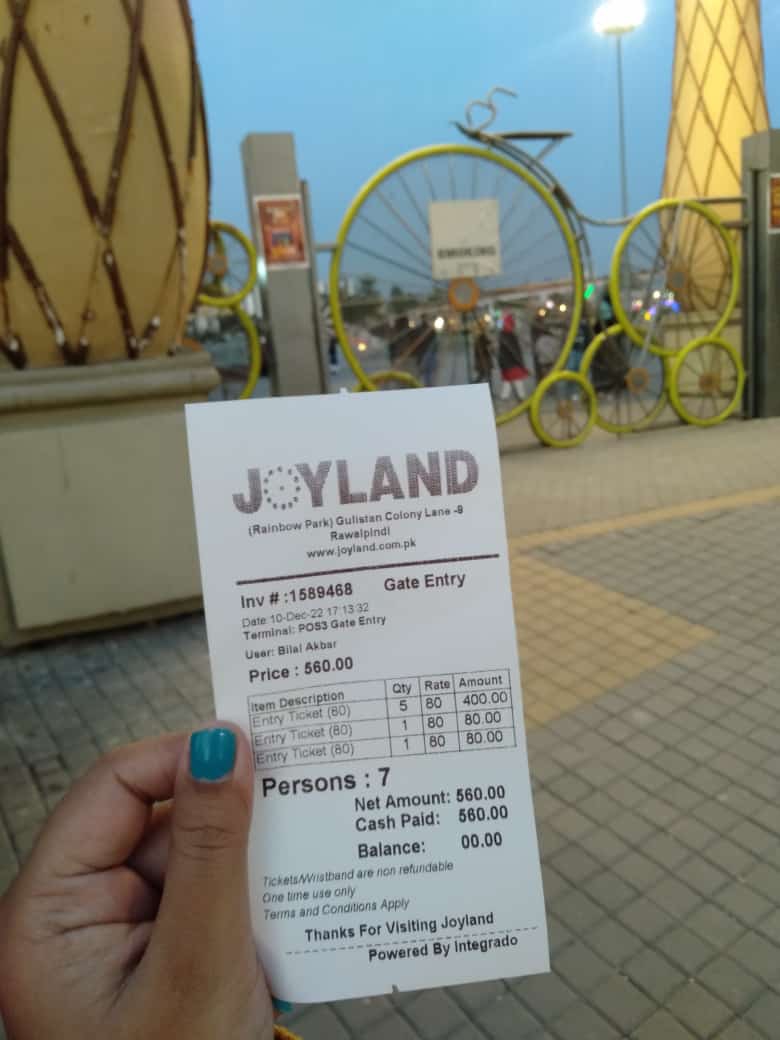 SMOKING
JOYLAND
(Rainbow Park) Gulistan Colony Lane -9
Rawalpindi
www.joyland.com.pk
Inv # :1589468 Gate Entry
Date 10-Dec-22 17:13:32
Terminal: POS3 Gate Entry
User: Bilal Akbar
Price : 560.00
Item Description Qty Rate Amount
Entry Ticket (80) 5 80 400.00
Entry Ticket (80) 1 80 80.00
Entry Ticket (80) 1 80 80.00
Persons : 7
Net Amount: 560.00
Cash Paid: 560.00
Balance: 00.00
Tickets/Wristband are non refundable
One time use only
Terms and Conditions Apply
Thanks For Visiting Joyland
Powered By Integrado